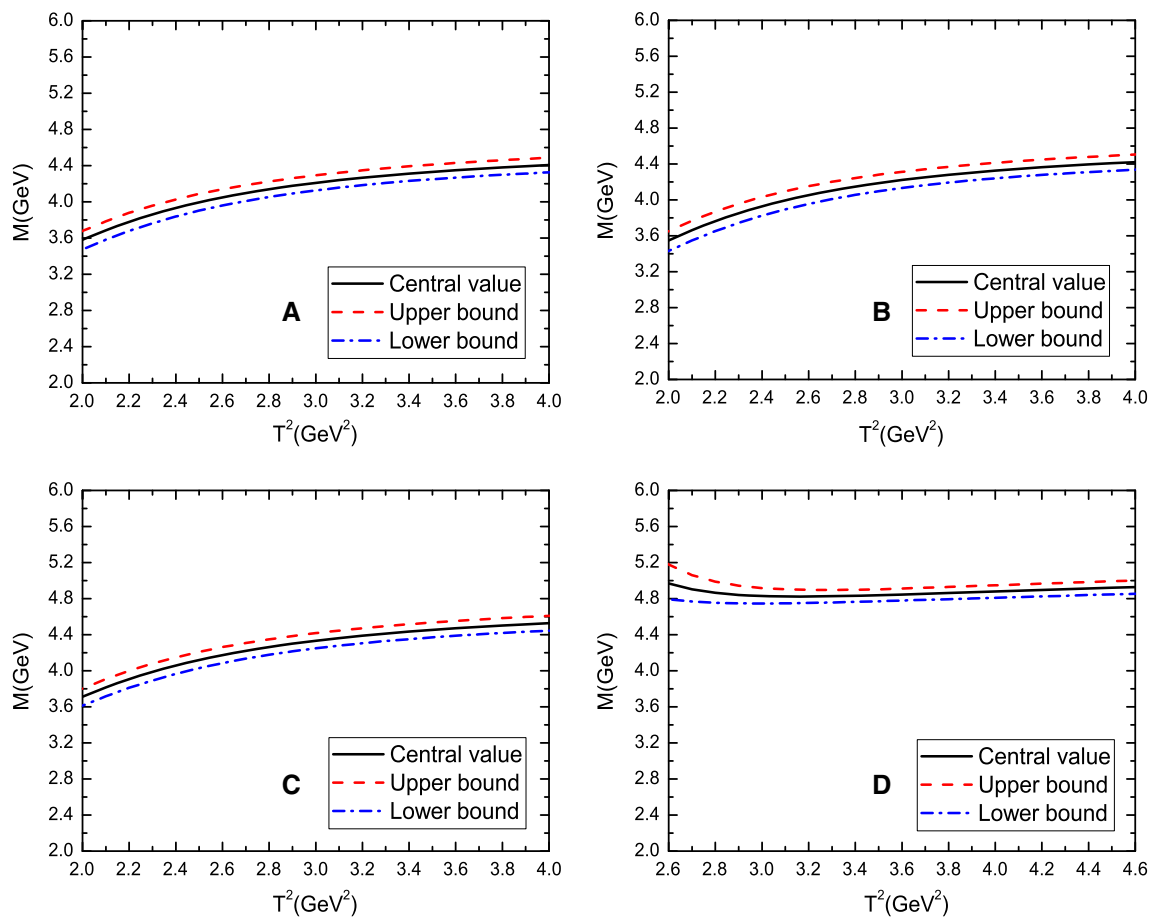 6.0
5.6
5.2
4.8
4.4
4.0
3.6
3.2
2.8
2.4
2.0
M(GeV)
A
Central value
Upper bound
Lower bound
2.0 2.2 2.4 2.6 2.8 3.0 3.2 3.4 3.6 3.8 4.0
T²(GeV²)
6.0
5.6
5.2
4.8
4.4
4.0
3.6
3.2
2.8
2.4
2.0
M(GeV)
B
Central value
Upper bound
Lower bound
2.0 2.2 2.4 2.6 2.8 3.0 3.2 3.4 3.6 3.8 4.0
T²(GeV²)
6.0
5.6
5.2
4.8
4.4
4.0
3.6
3.2
2.8
2.4
2.0
M(GeV)
C
Central value
Upper bound
Lower bound
2.0 2.2 2.4 2.6 2.8 3.0 3.2 3.4 3.6 3.8 4.0
T²(GeV²)
6.0
5.6
5.2
4.8
4.4
4.0
3.6
3.2
2.8
2.4
2.0
M(GeV)
D
Central value
Upper bound
Lower bound
2.6 2.8 3.0 3.2 3.4 3.6 3.8 4.0 4.2 4.4 4.6
T²(GeV²)